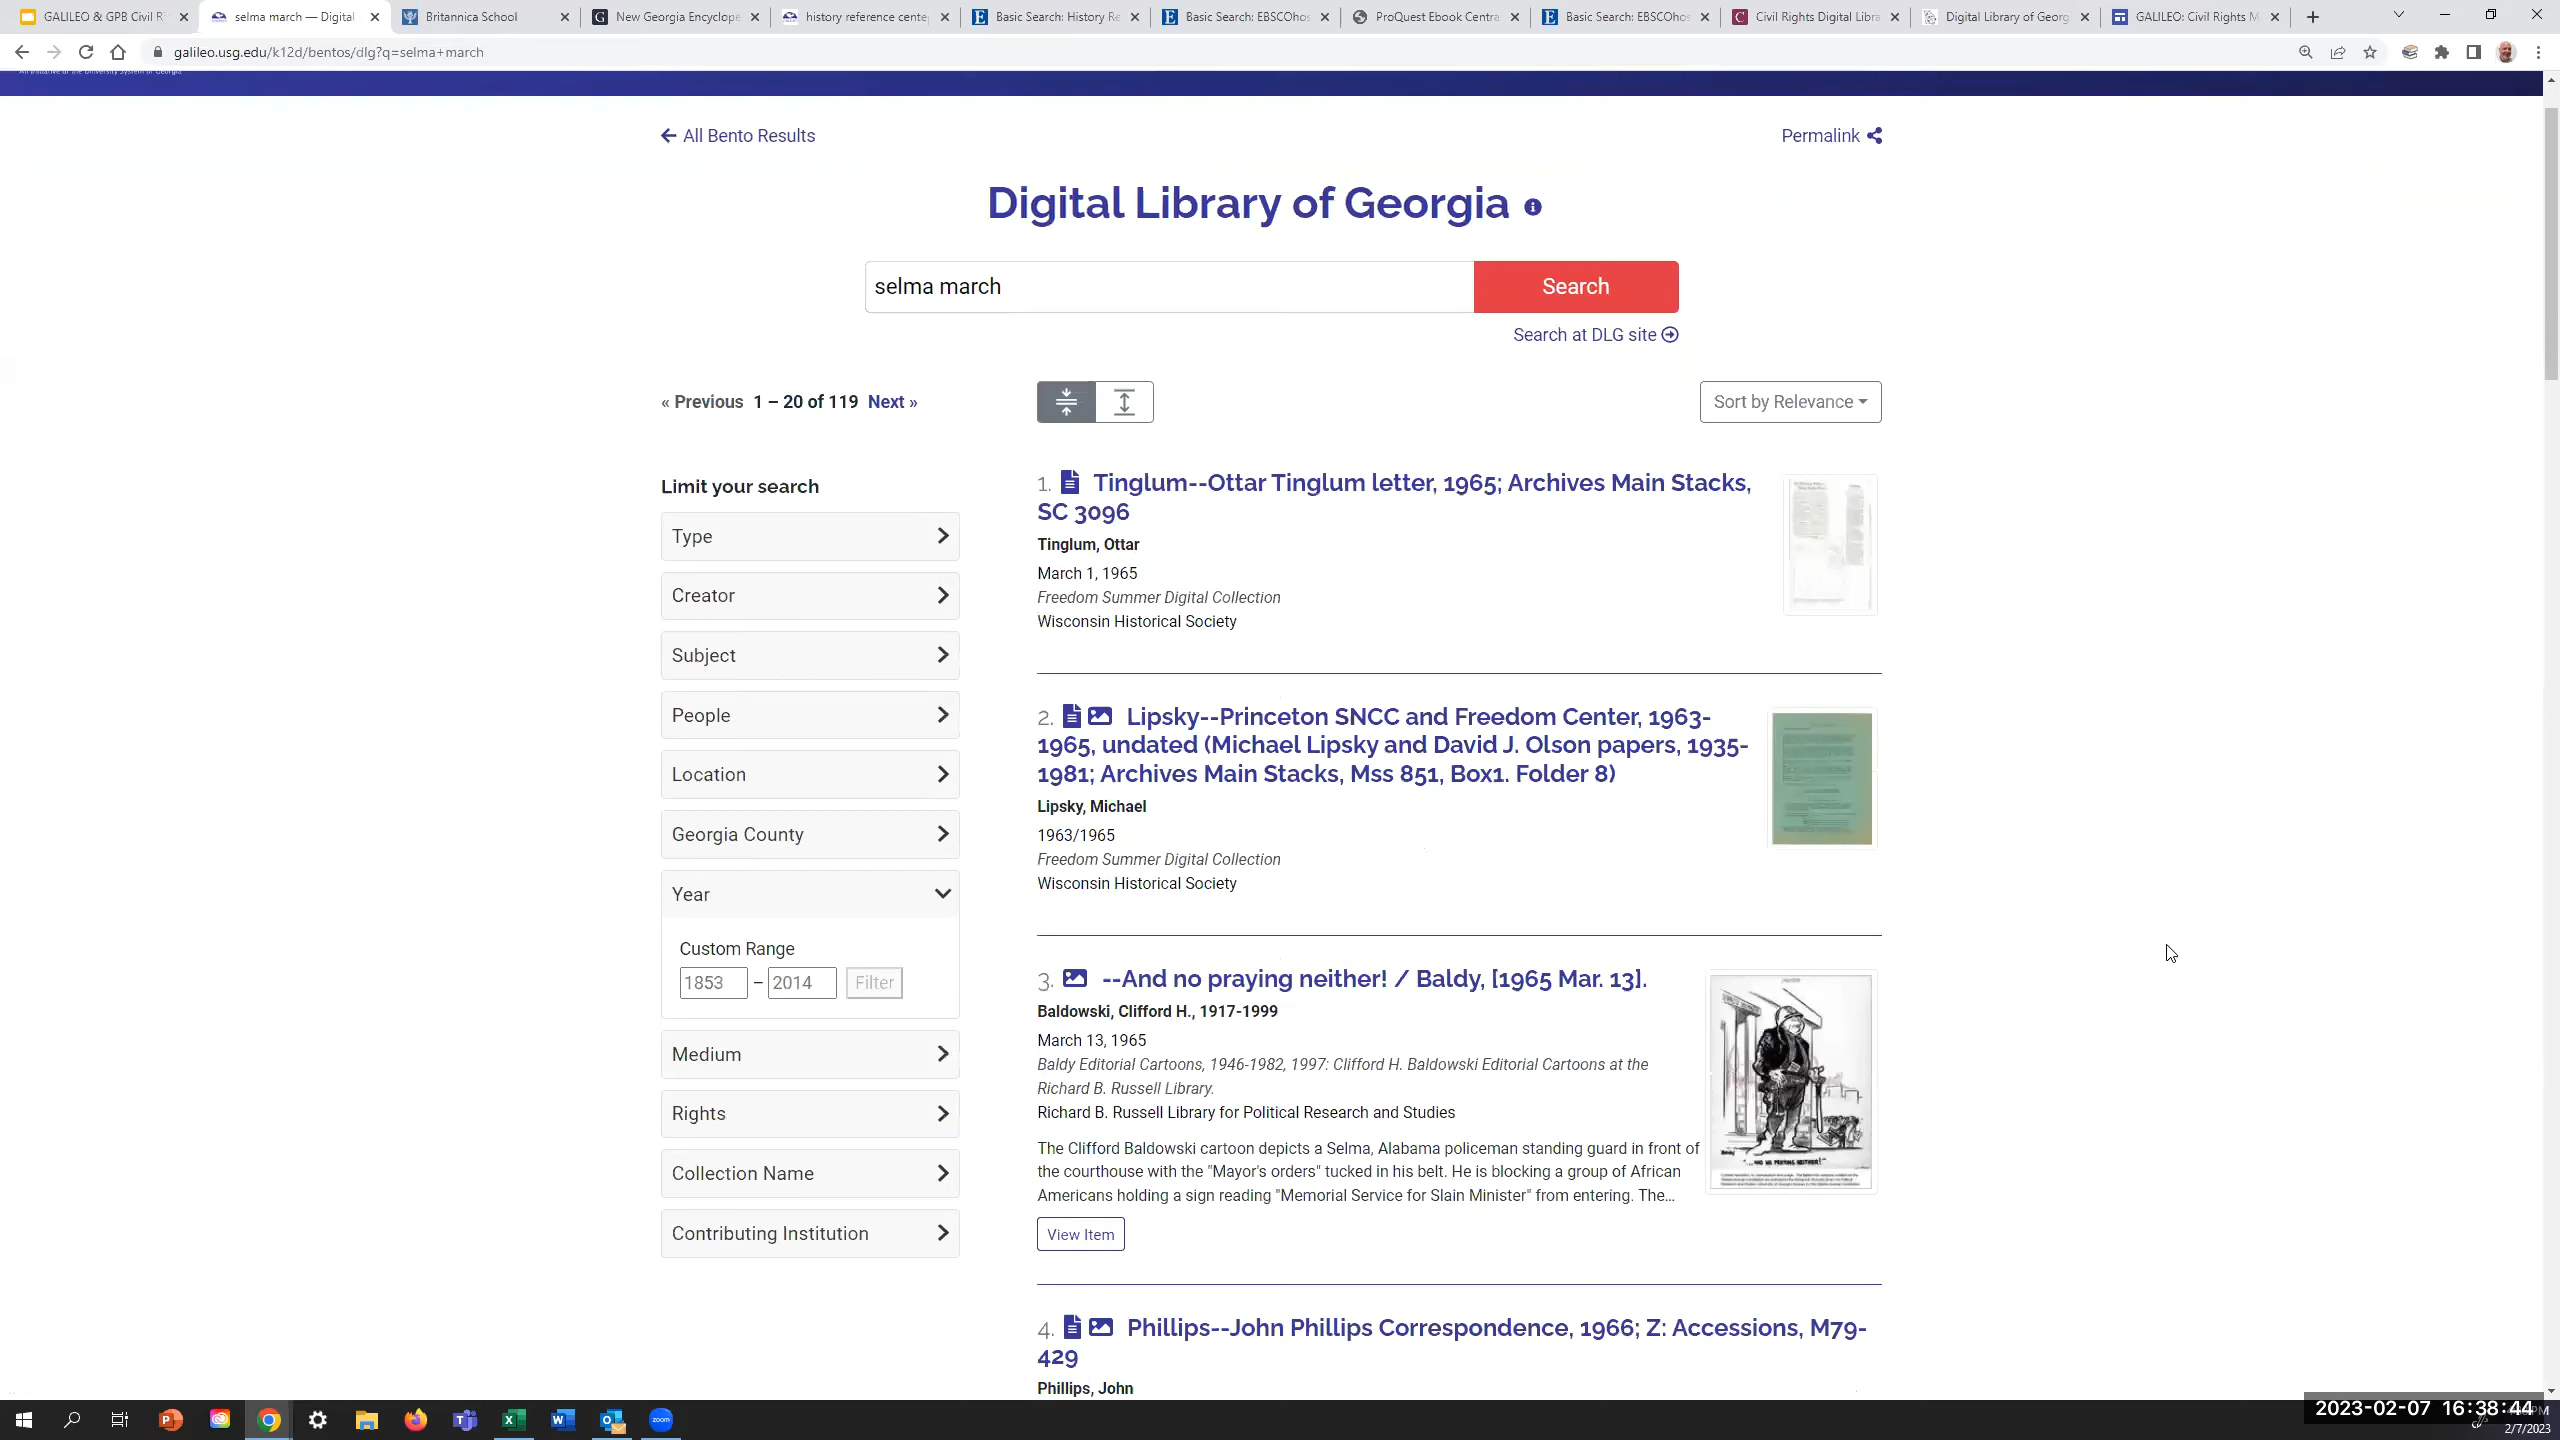 GALILEO & GPB Civil Ri
selma march — Digital
Britannica School
New Georgia Encyclope
history reference cente
Basic Search: History Re
Basic Search: EBSCOhos
ProQuest Ebook Centra
Basic Search: EBSCOhos
Civil Rights Digital Libra
Digital Library of Georg
GALILEO: Civil Rights M
galileo.usg.edu/k12d/bentos/dlg?q=selma+march
All Bento Results
Permalink
Digital Library of Georgia
selma march
Search
Search at DLG site
« Previous 1 – 20 of 119 Next »
Sort by Relevance
Limit your search
Type
Creator
Subject
People
Location
Georgia County
Year
Custom Range
1853 – 2014 Filter
Medium
Rights
Collection Name
Contributing Institution
1. Tinglum--Ottar Tinglum letter, 1965; Archives Main Stacks,
SC 3096
Tinglum, Ottar
March 1, 1965
Freedom Summer Digital Collection
Wisconsin Historical Society
2. Lipsky--Princeton SNCC and Freedom Center, 1963-
1965, undated (Michael Lipsky and David J. Olson papers, 1935-
1981; Archives Main Stacks, Mss 851, Box1. Folder 8)
Lipsky, Michael
1963/1965
Freedom Summer Digital Collection
Wisconsin Historical Society
3. --And no praying neither! / Baldy, [1965 Mar. 13].
Baldowski, Clifford H., 1917-1999
March 13, 1965
Baldy Editorial Cartoons, 1946-1982, 1997: Clifford H. Baldowski Editorial Cartoons at the
Richard B. Russell Library.
Richard B. Russell Library for Political Research and Studies
The Clifford Baldowski cartoon depicts a Selma, Alabama policeman standing guard in front of
the courthouse with the "Mayor's orders" tucked in his belt. He is blocking a group of African
Americans holding a sign reading "Memorial Service for Slain Minister" from entering. The...
View Item
4. Phillips--John Phillips Correspondence, 1966; Z: Accessions, M79-
429
Phillips, John
2023-02-07 16:38:44
2/7/2023